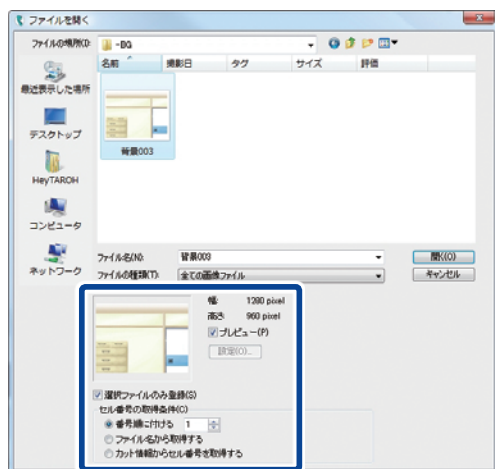 ファイルを開く
ファイルの場所(I):
-BG
名前
撮影日
タグ
サイズ
評価
最近表示した場所
背景003
デスクトップ
HeyTAROH
コンピュータ
ネットワーク
ファイル名(N):
背景003
開く(O)
ファイルの種類(T):
全ての画像ファイル
キャンセル
幅: 1280 pixel
高さ: 960 pixel
プレビュー(P)
設定(O)...
選択ファイルのみ登録(S)
セル番号の取得条件(C)
番号順に付ける 1
ファイル名から取得する
カット情報からセル番号を取得する